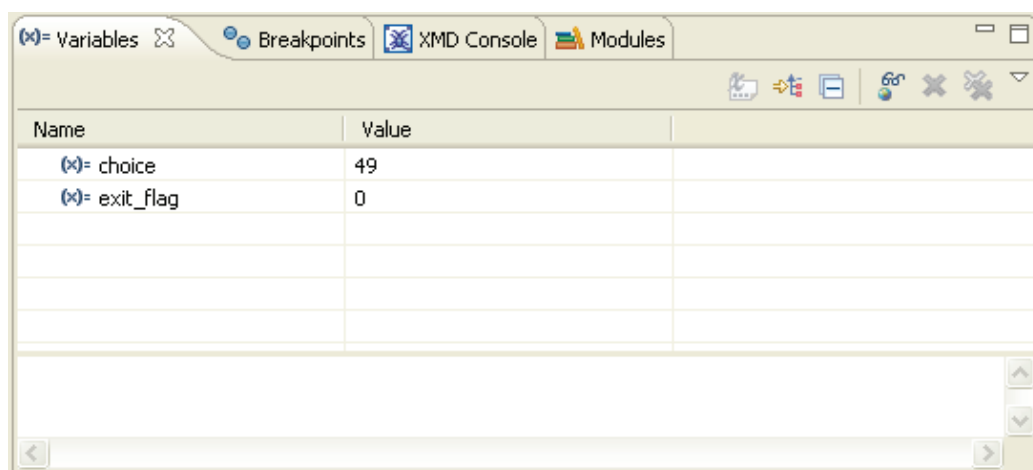 (x)= Variables Breakpoints XMD Console Modules
Name Value
(x)= choice 49
(x)= exit_flag 0